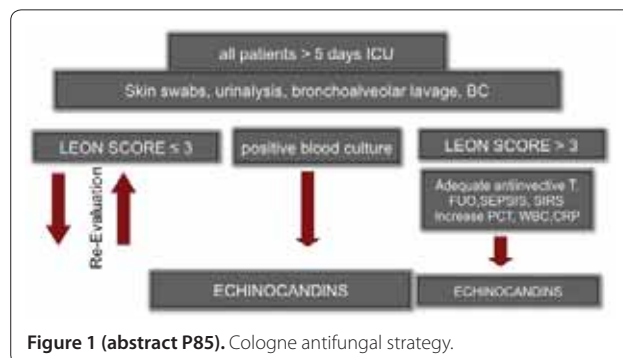 all patients > 5 days ICU
Skin swabs, urinalysis, bronchoalveolar lavage, BC
LEON SCORE ≤ 3
positive blood culture
LEON SCORE > 3
Re-Evaluation
Adequate antiinvective T.
FUO,SEPSIS, SIRS
Increase PCT, WBC,CRP
ECHINOCANDINS
ECHINOCANDINS
Figure 1 (abstract P85). Cologne antifungal strategy.